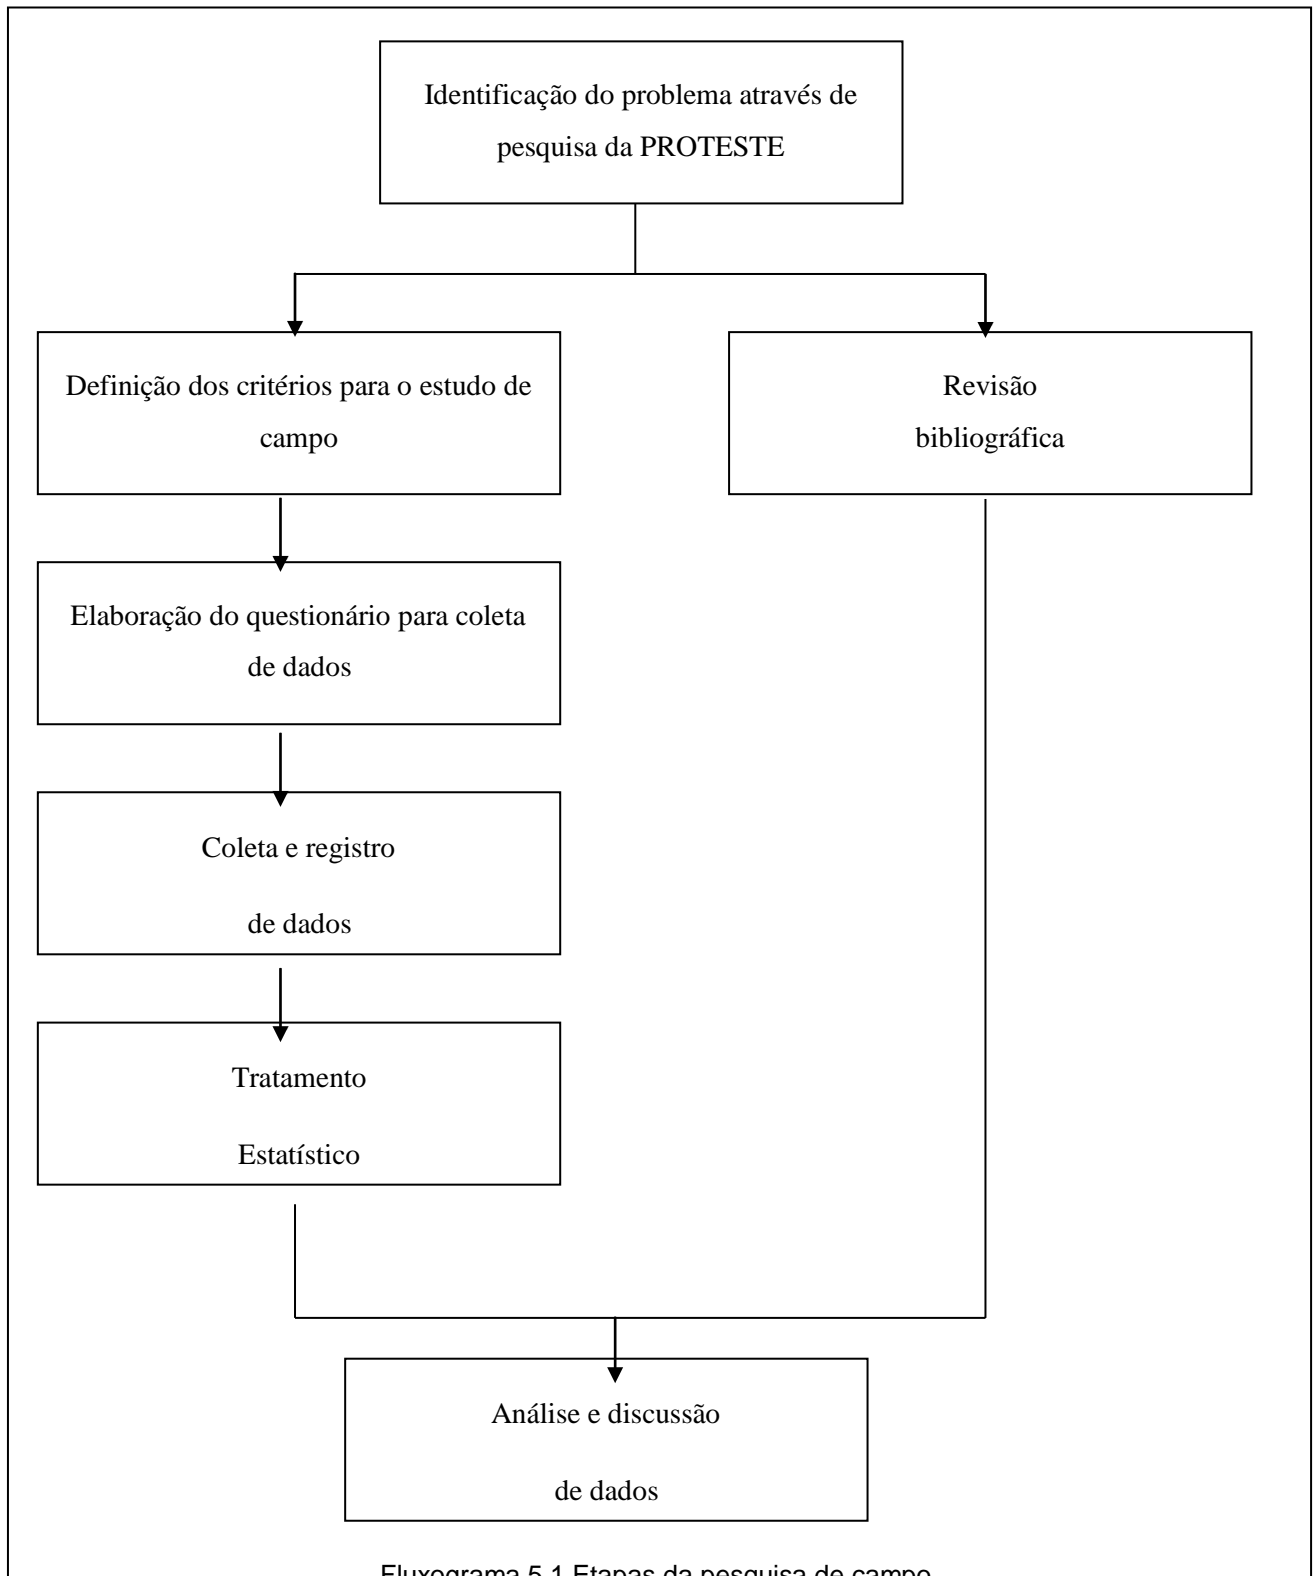 Identificação do problema através de
pesquisa da PROTESTE
Definição dos critérios para o estudo de
campo
Revisão
bibliográfica
Elaboração do questionário para coleta
de dados
Coleta e registro
de dados
Tratamento
Estatístico
Análise e discussão
de dados
Fluxograma 5.1 Etapas da pesquisa de campo